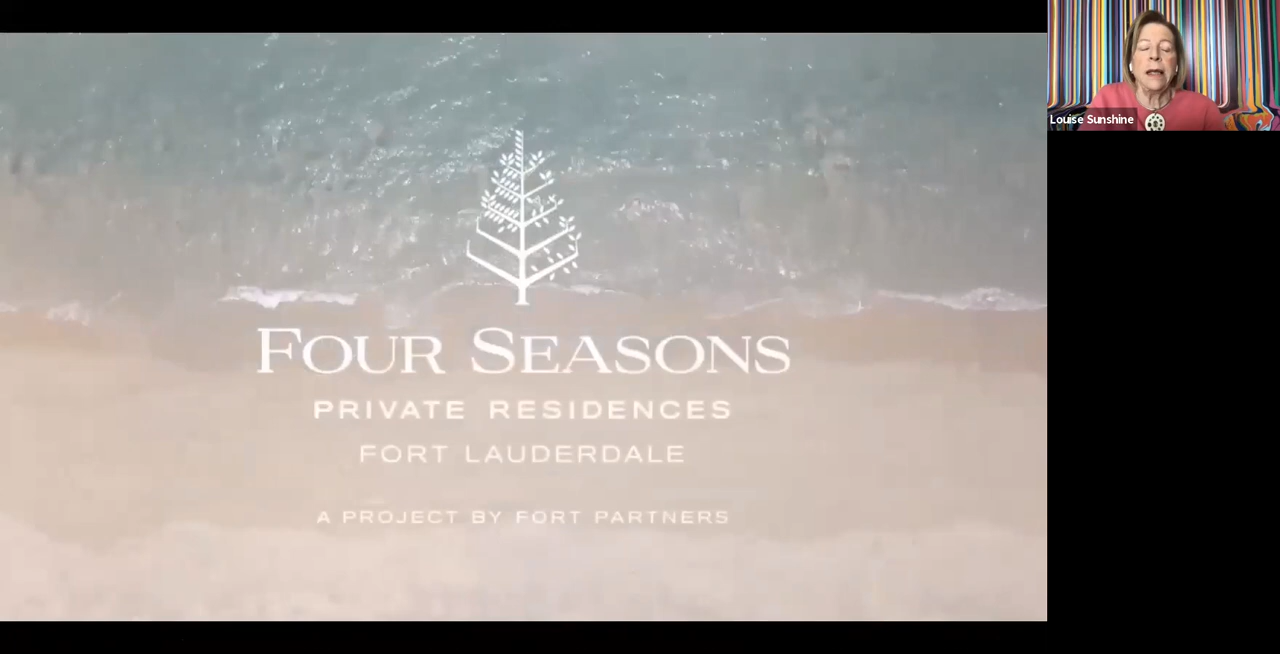 Louise Sunshine
FOUR SEASONS
PRIVATE RESIDENCES
FORT LAUDERDALE
A PROJECT BY FORT PARTNERS